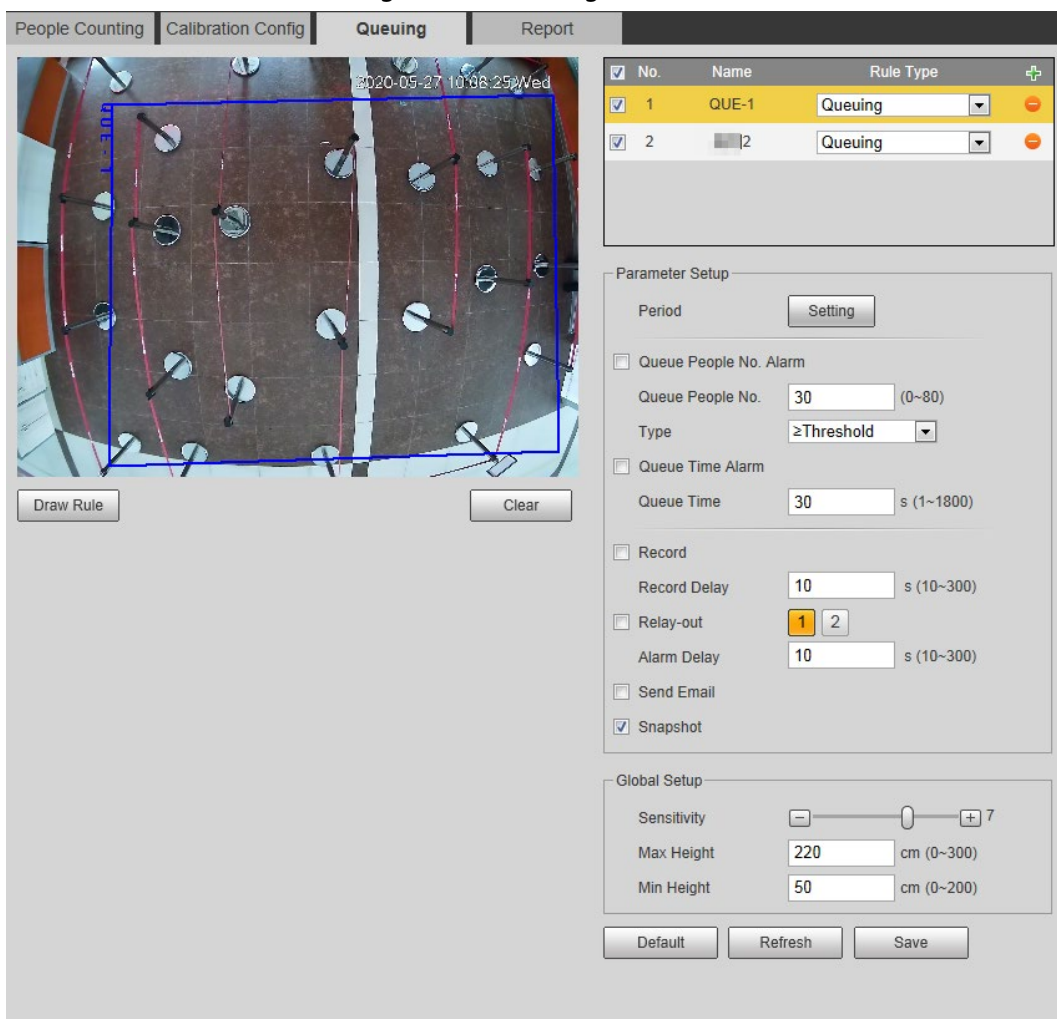 People Counting Calibration Config Queuing Report
2020-05-27 10:08:25 Wed
QUE-1
No. Name Rule Type
1 QUE-1 Queuing
2 2 Queuing
Parameter Setup
Period Setting
Queue People No. Alarm
Queue People No. 30 (0~80)
Type ≥Threshold
Queue Time Alarm
Queue Time 30 s (1~1800)
Record
Record Delay 10 s (10~300)
Relay-out 1 2
Alarm Delay 10 s (10~300)
Send Email
Snapshot
Global Setup
Sensitivity 7
Max Height 220 cm (0~300)
Min Height 50 cm (0~200)
Draw Rule Clear
Default Refresh Save